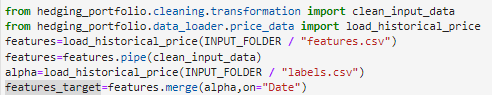 from hedging_portfolio.cleaning.transformation import clean_input_data
from hedging_portfolio.data_loader.price_data import load_historical_price
features=load_historical_price(INPUT_FOLDER / "features.csv")
features=features.pipe(clean_input_data)
alpha=load_historical_price(INPUT_FOLDER / "labels.csv")
features_target=features.merge(alpha,on="Date")